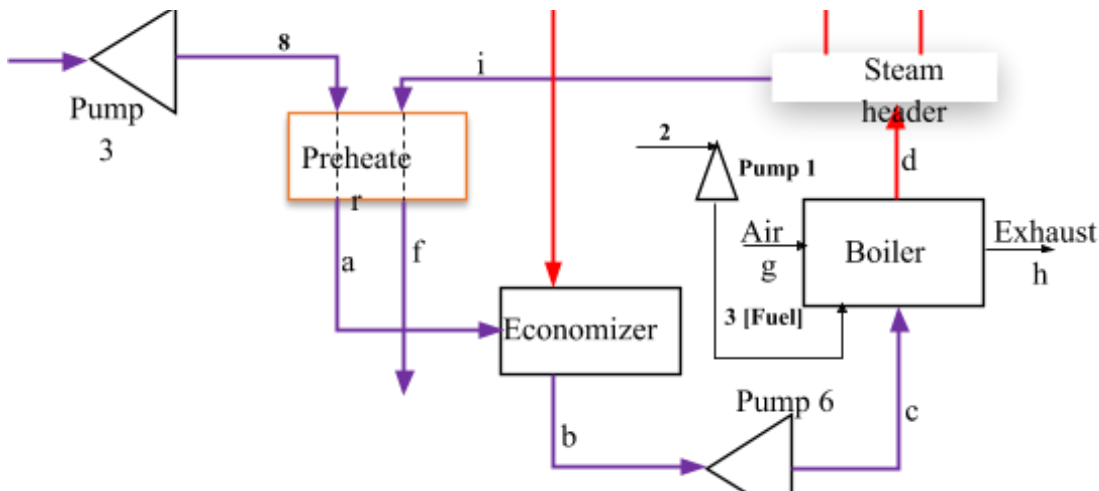 8
i
Steam
header
Pump
3
2
Pump 1
d
Preheate
r
Air
g
Boiler
Exhaust
h
a
f
3 [Fuel]
Economizer
Pump 6
c
b